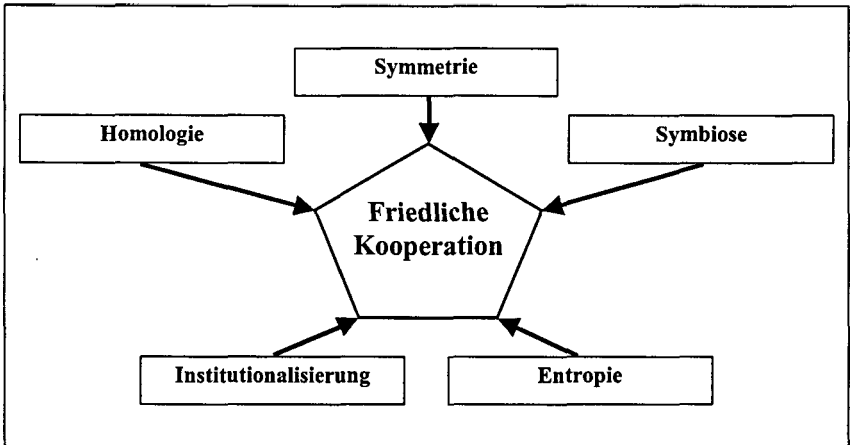 Symmetrie
Homologie
Symbiose
Friedliche
Kooperation
Institutionalisierung
Entropie